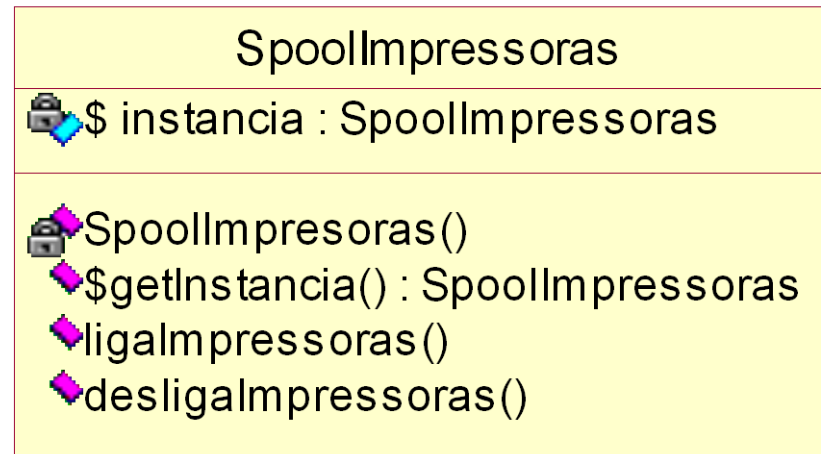 SpoolImpressoras
$ instancia : SpoolImpressoras
SpoolImpresoras()
$getInstancia() : SpoolImpressoras
ligaImpressoras()
desligaImpressoras()